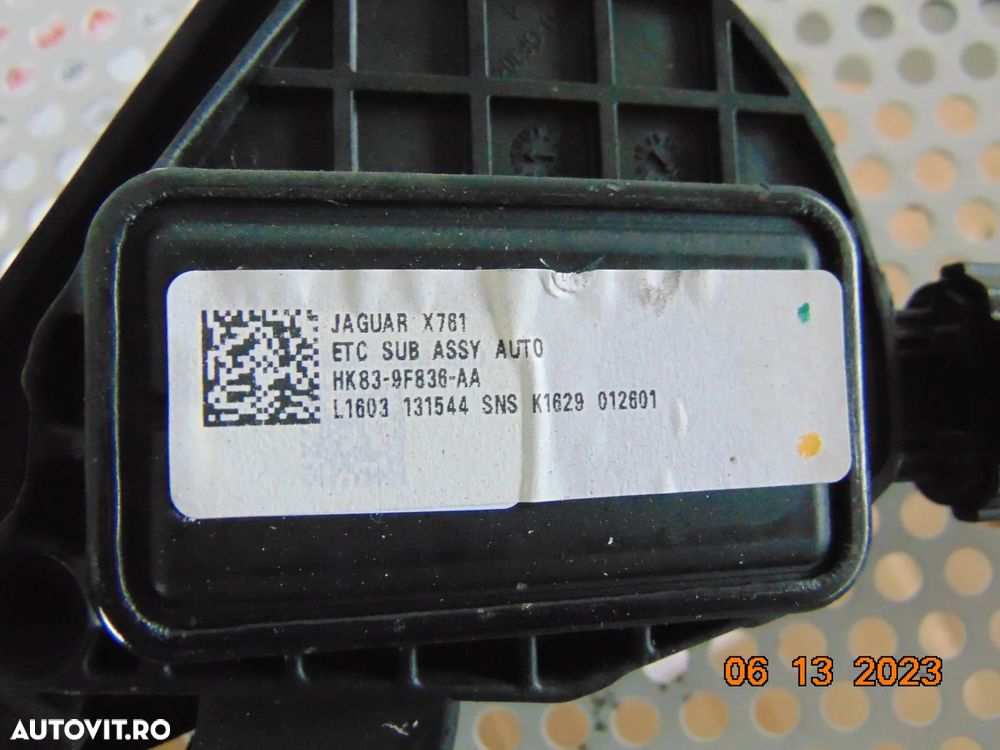 JAGUAR X761
ETC SUB ASSY AUTO
HK83-9F836-AA
L1603 131544 SNS K1629 012601
06 13 2023
AUTOVIT.RO